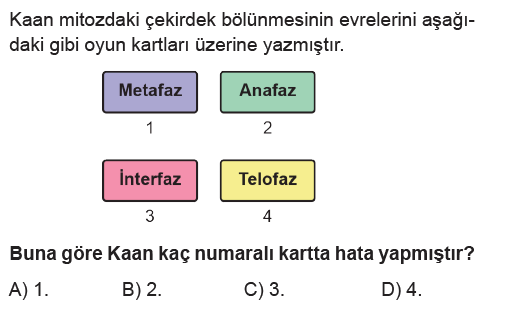 Kaan mitozdaki çekirdek bölünmesinin evrelerini aşağı-
daki gibi oyun kartları üzerine yazmıştır.
Metafaz Anafaz
1 2
İnterfaz Telofaz
3 4
Buna göre Kaan kaç numaralı kartta hata yapmıştır?
A) 1. B) 2. C) 3. D) 4.